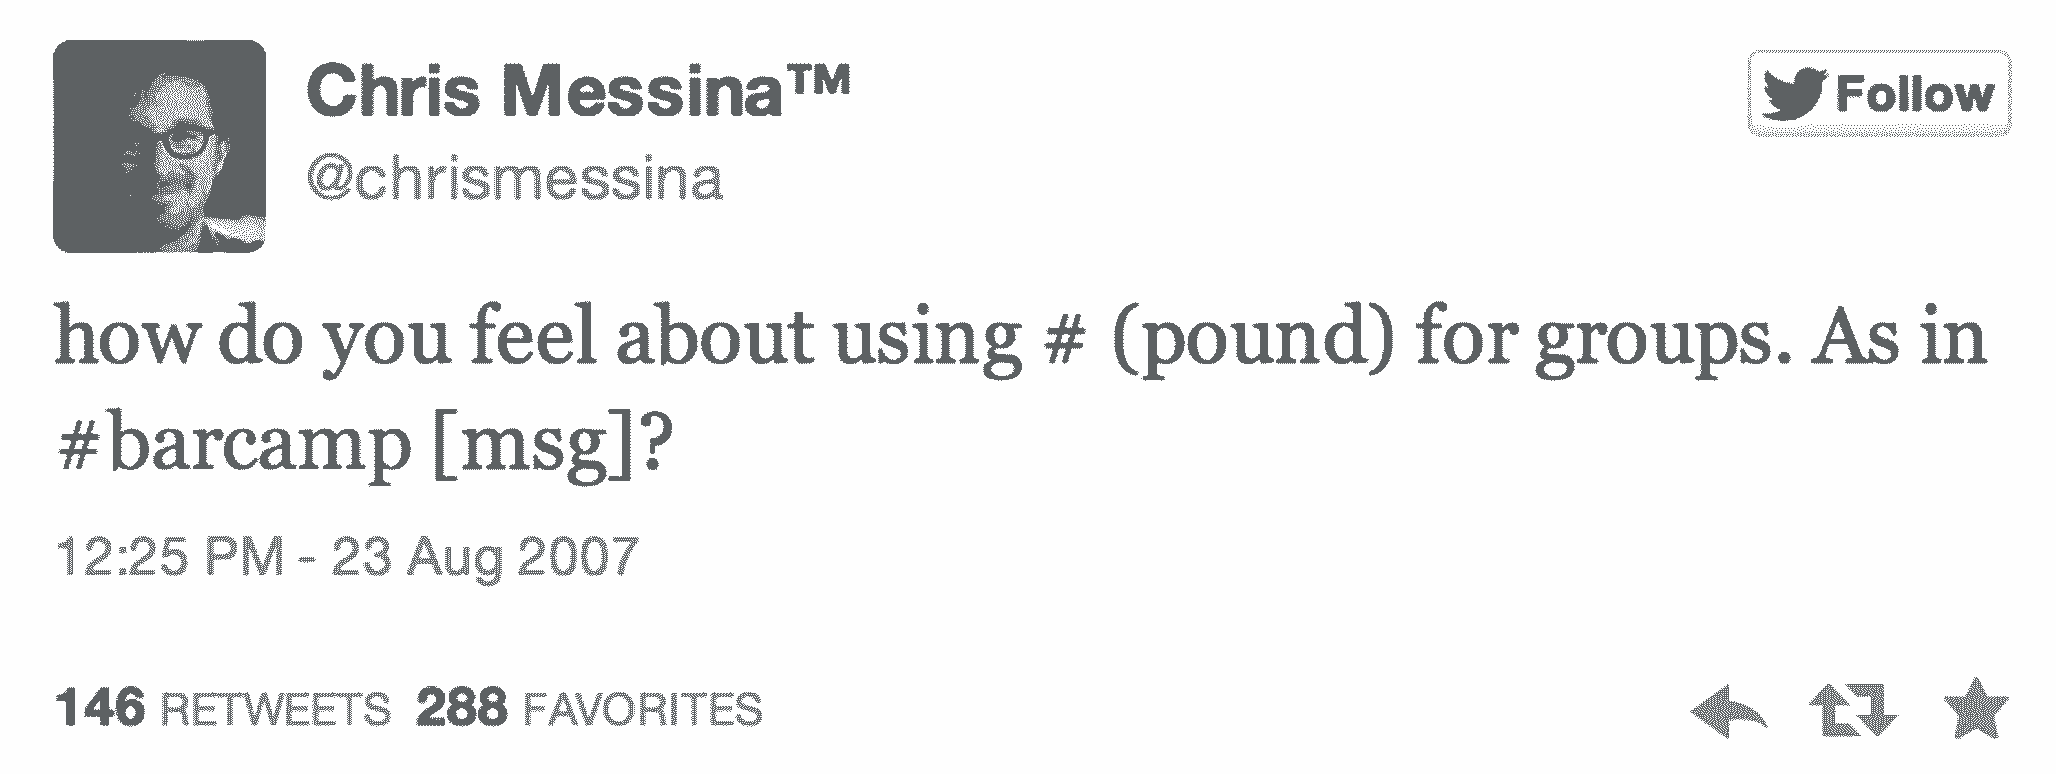 Chris Messina™
Follow
@chrismessina
how do you feel about using # (pound) for groups. As in
#barcamp [msg]?
12:25 PM - 23 Aug 2007
146 RETWEETS 288 FAVORITES